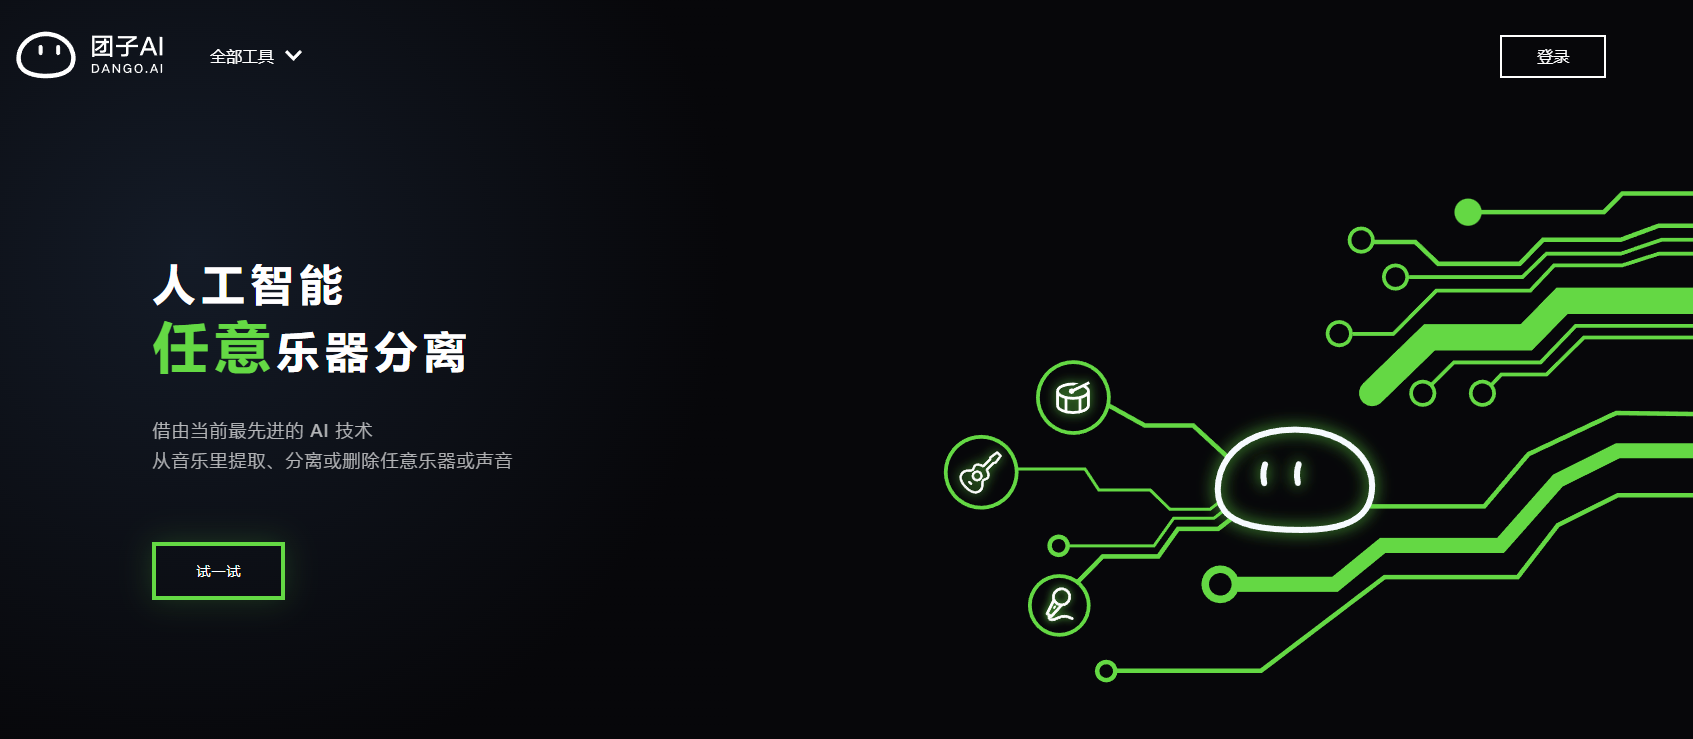 团子AI
DANGO.AI
全部工具
登录
人工智能
任意乐器分离
借由当前最先进的 AI 技术
从音乐里提取、分离或删除任意乐器或声音
试一试